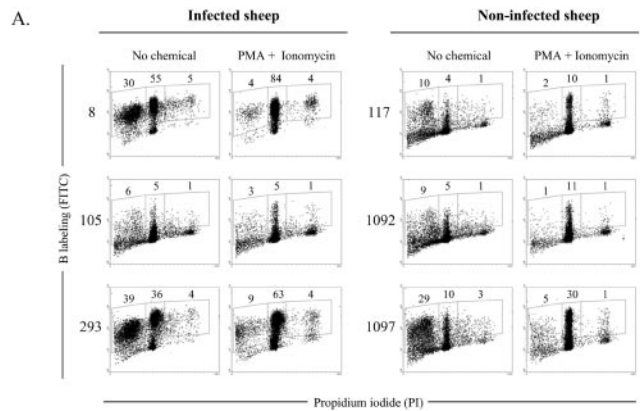 A.
Infected sheep Non-infected sheep
No chemical PMA + Ionomycin No chemical PMA + Ionomycin
30 55 5 4 84 4 10 4 1 2 10 1
8 117
6 5 1 3 5 1 9 5 1 1 11 1
105 1092
39 36 4 9 63 4 29 10 3 5 30 1
293 1097
B labeling (FITC)
Propidium iodide (PI)